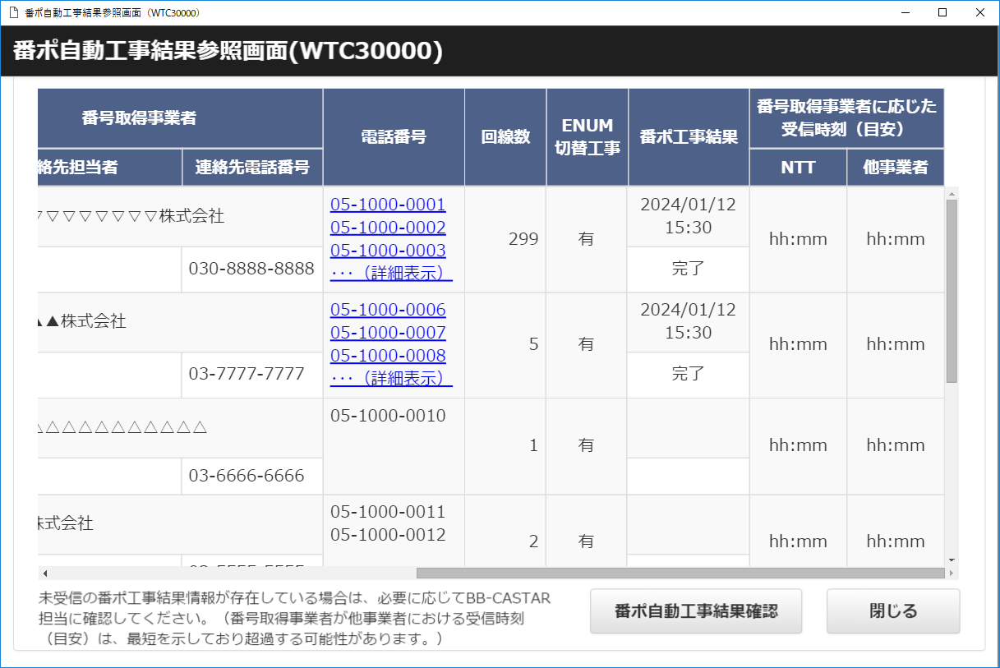 番ポ自動工事結果参照画面（WTC30000）
番ポ自動工事結果参照画面(WTC30000)
番号取得事業者
電話番号
回線数
ENUM
切替工事
番ポ工事結果
番号取得事業者に応じた
受信時刻（目安）
絡先担当者
連絡先電話番号
NTT
他事業者
▽▽▽▽▽▽▽▽株式会社
05-1000-0001
05-1000-0002
05-1000-0003
･･･（詳細表示）
299
有
2024/01/12
15:30
hh:mm
hh:mm
030-8888-8888
完了
▲▲株式会社
05-1000-0006
05-1000-0007
05-1000-0008
･･･（詳細表示）
5
有
2024/01/12
15:30
hh:mm
hh:mm
03-7777-7777
完了
△△△△△△△△△△△
05-1000-0010
1
有
hh:mm
hh:mm
03-6666-6666
株式会社
05-1000-0011
05-1000-0012
2
有
hh:mm
hh:mm
未受信の番ポ工事結果情報が存在している場合は、必要に応じてBB-CASTAR
担当に確認してください。（番号取得事業者が他事業者における受信時刻
（目安）は、最短を示しており超過する可能性があります。）
番ポ自動工事結果確認
閉じる